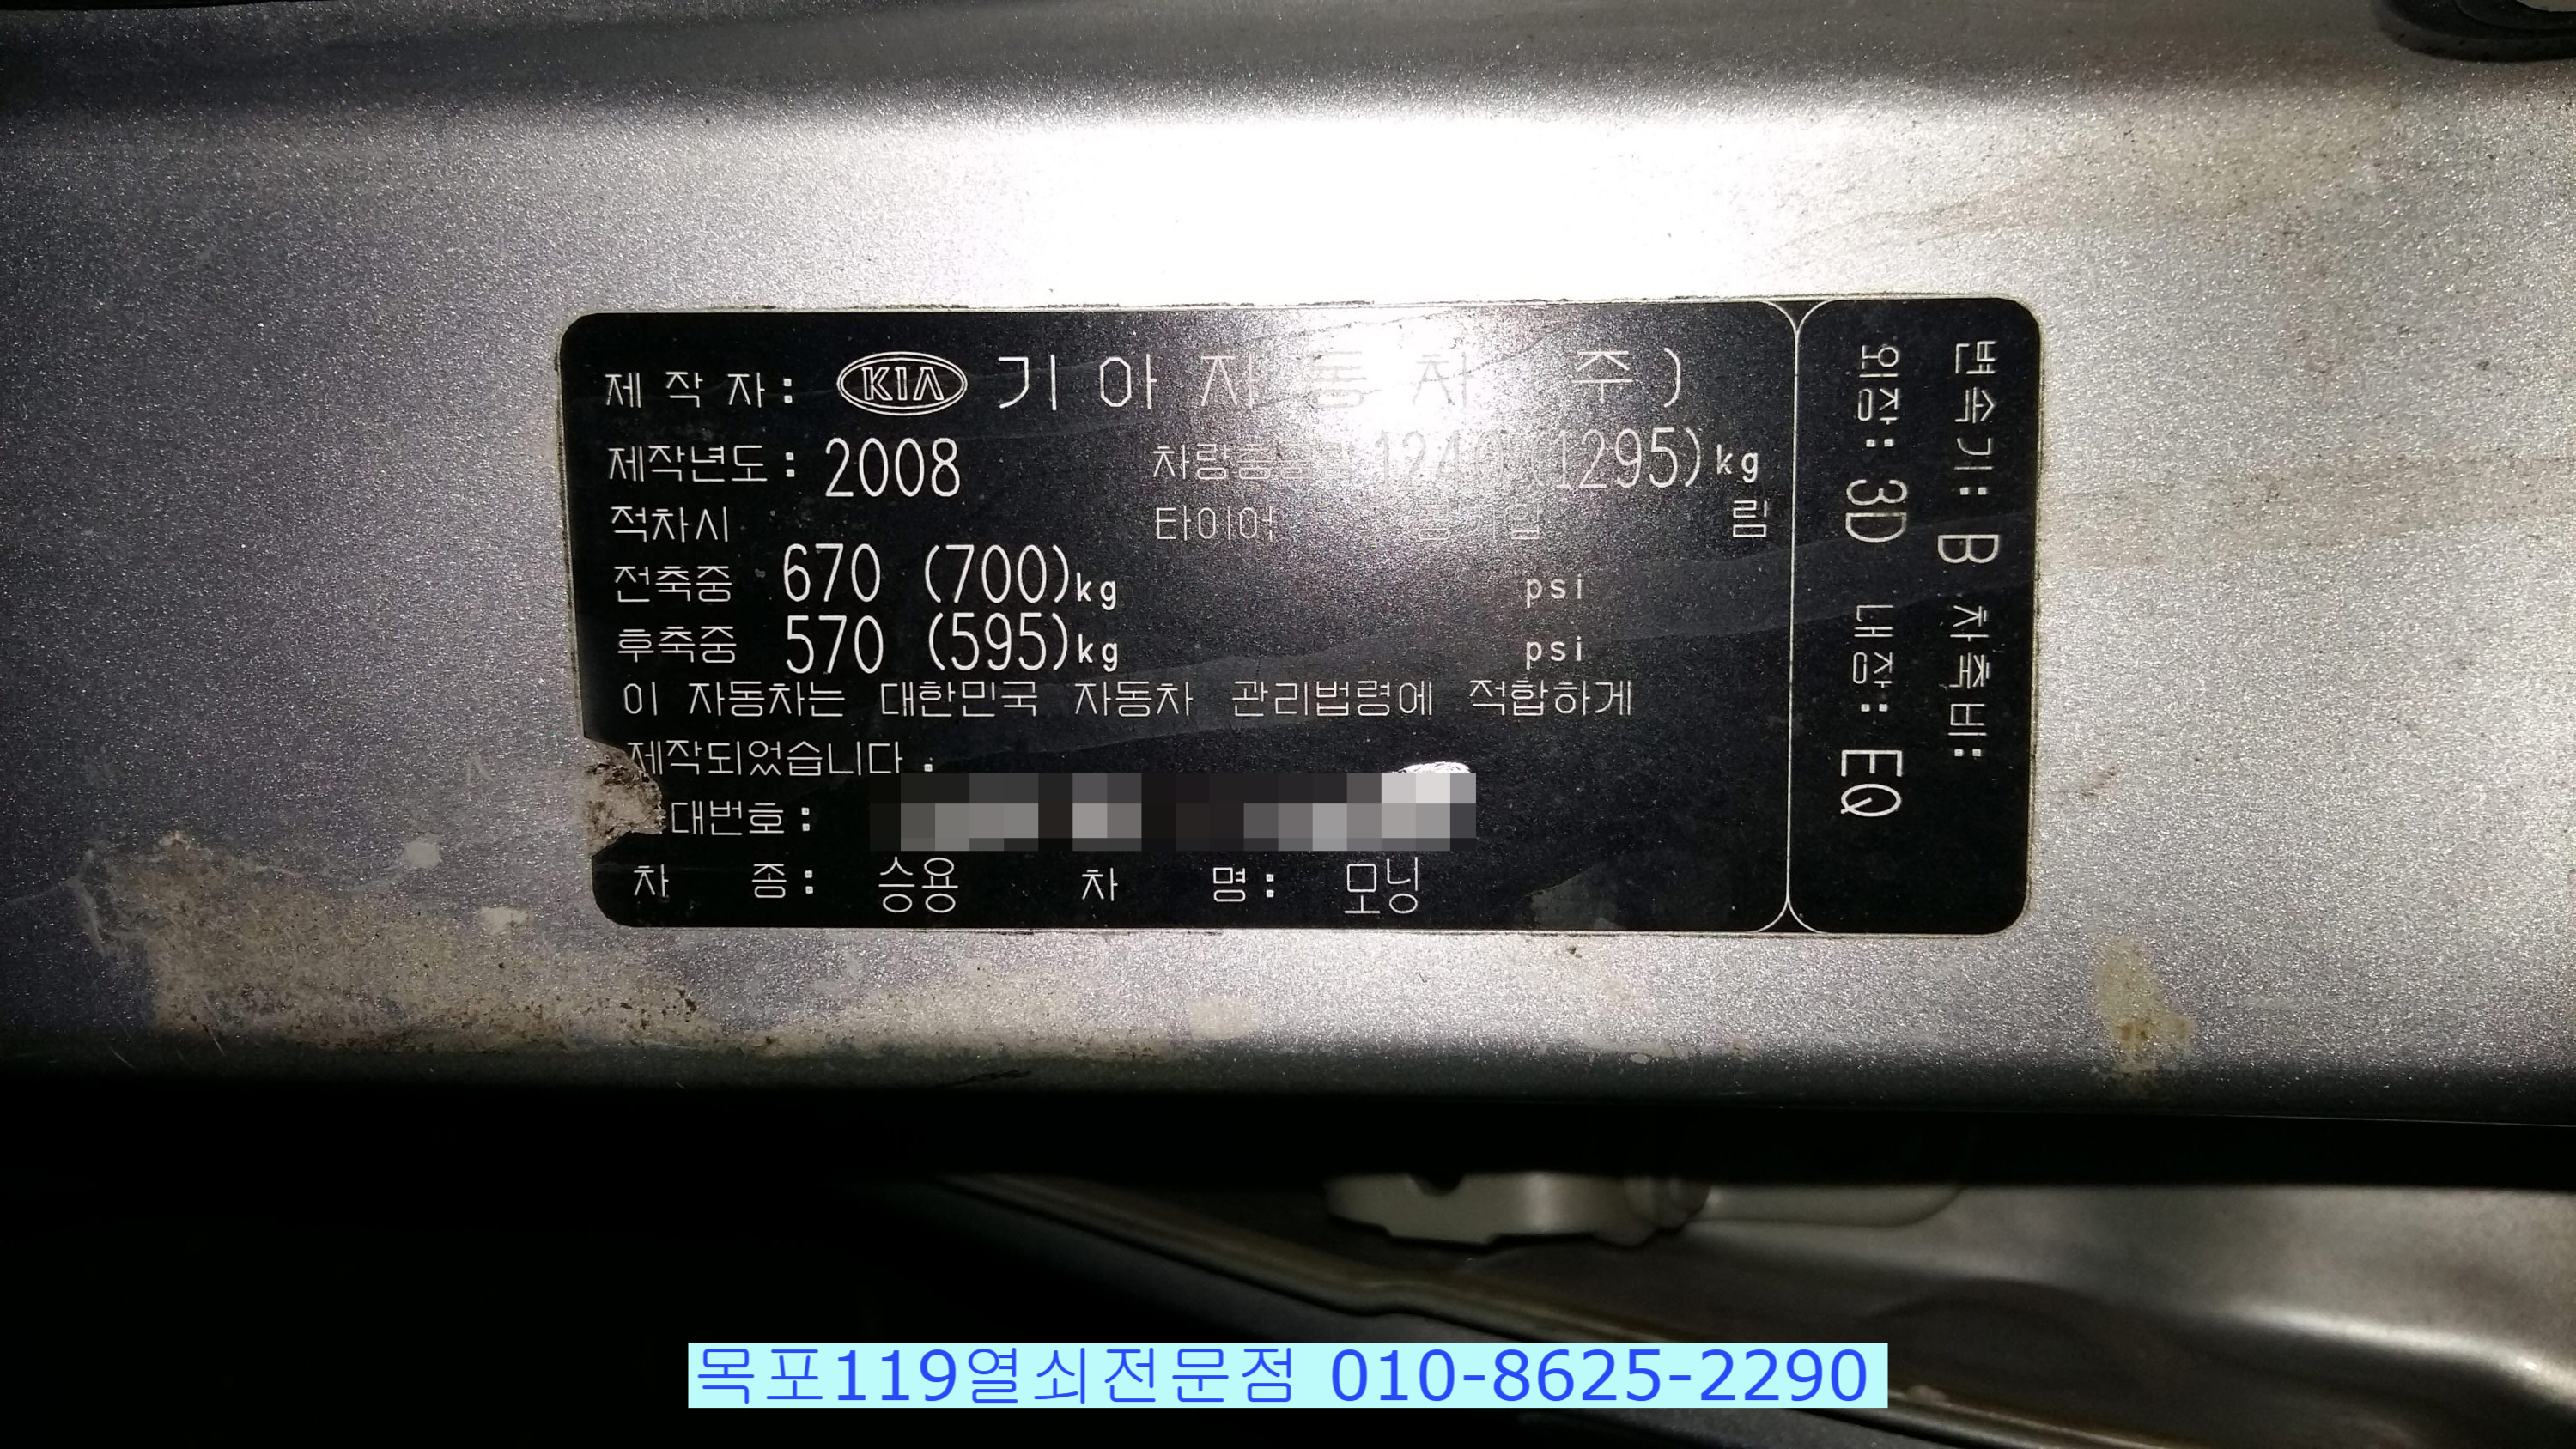 제 작 자 : KIA 기 아 자 동 차 주 )
제작년도 : 2008 차량총중량 1240 (1295)kg
적차시 타이어 림
전축중 670 (700)kg psi
후축중 570 (595)kg psi
이 자동차는 대한민국 자동차 관리법령에 적합하게
제작되었습니다 .
대번호 :
차 종 : 승용 차 명 : 모닝
변속기 : B 차축비 :
외장 : 3D 내장 : EQ
목포119열쇠전문점 010-8625-2290